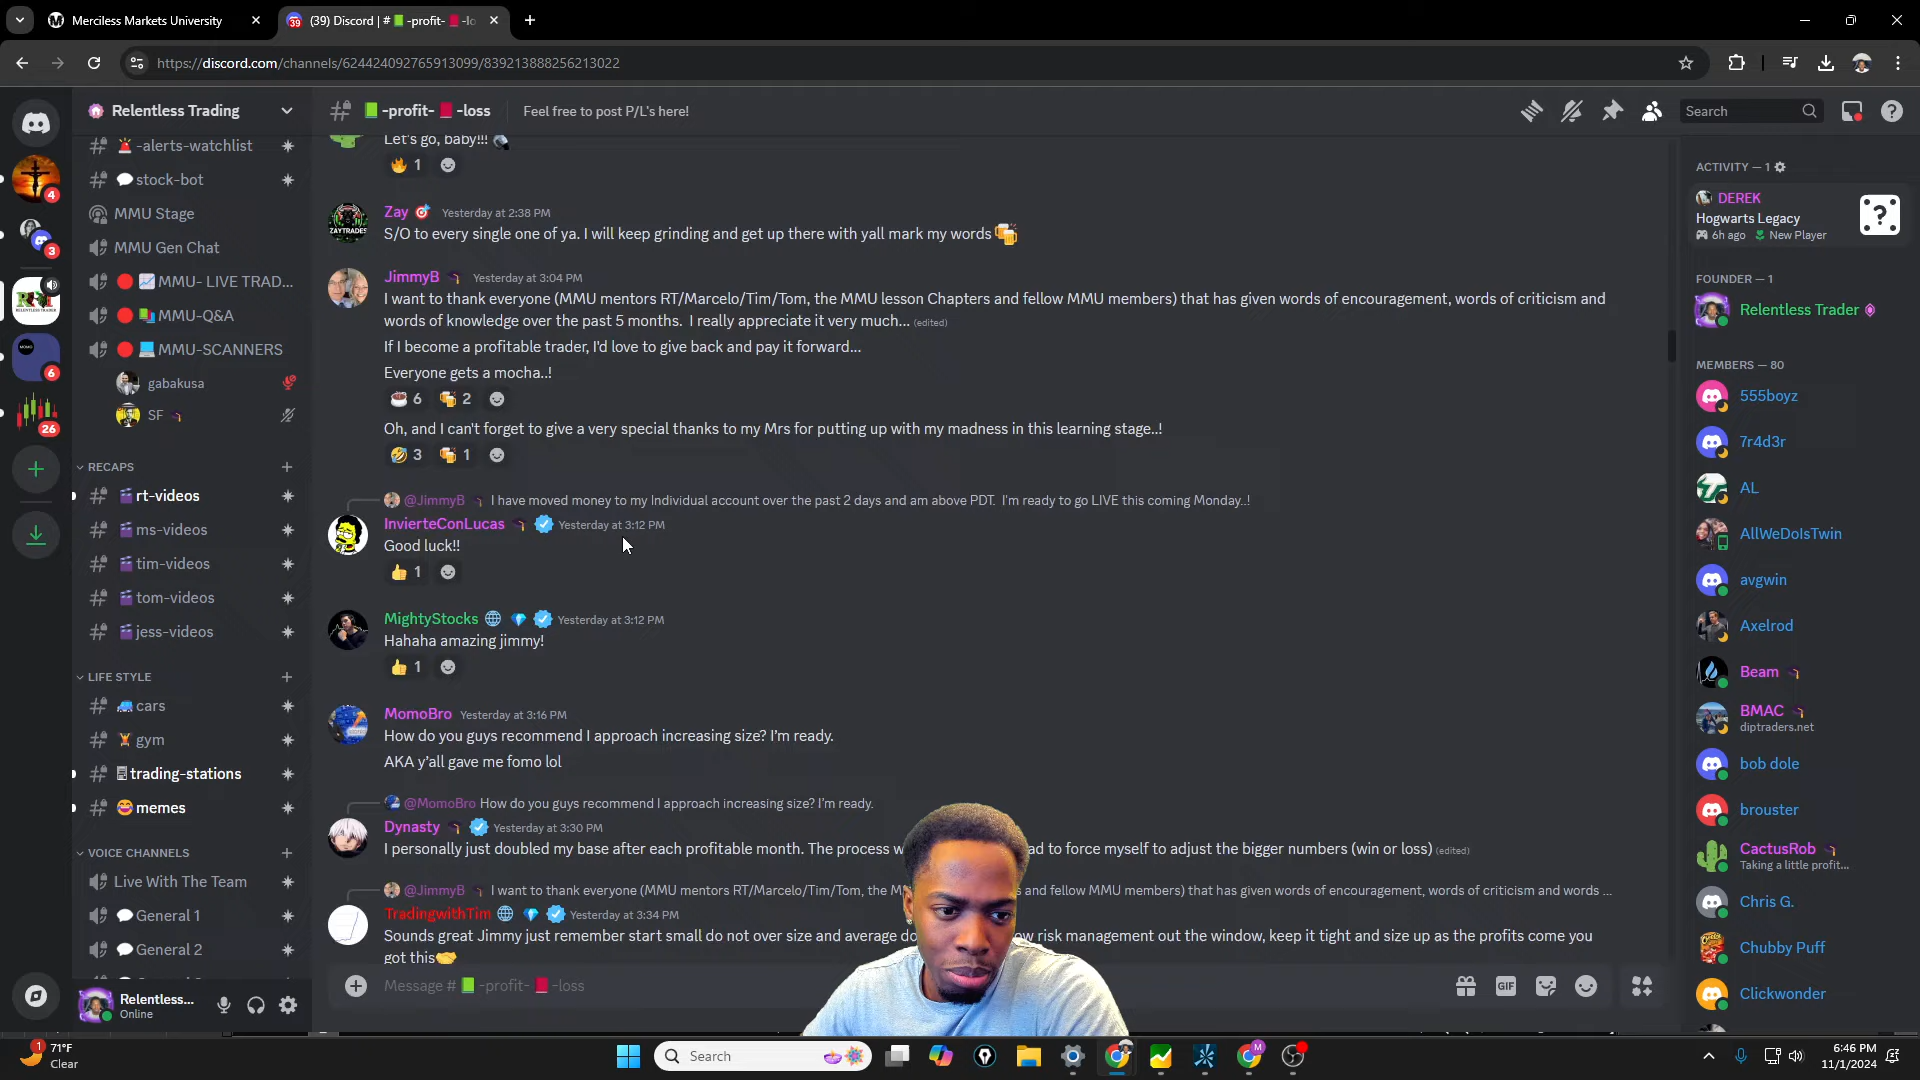 Merciless Markets University
(39) Discord | # -profit- -lo
https://discord.com/channels/624424092765913099/839213888256213022
Relentless Trading
-profit- -loss
Feel free to post P/L's here!
Search
-alerts-watchlist
stock-bot
MMU Stage
MMU Gen Chat
MMU- LIVE TRAD...
MMU-Q&A
MMU-SCANNERS
gabakusa
SF
RECAPS
rt-videos
ms-videos
tim-videos
tom-videos
jess-videos
LIFE STYLE
cars
gym
trading-stations
memes
VOICE CHANNELS
Live With The Team
General 1
General 2
Relentless...
Online
4
3
6
26
Let's go, baby!!!
1
Zay Yesterday at 2:38 PM
S/O to every single one of ya. I will keep grinding and get up there with yall mark my words
JimmyB Yesterday at 3:04 PM
I want to thank everyone (MMU mentors RT/Marcelo/Tim/Tom, the MMU lesson Chapters and fellow MMU members) that has given words of encouragement, words of criticism and
words of knowledge over the past 5 months. I really appreciate it very much... (edited)
If I become a profitable trader, I'd love to give back and pay it forward...
Everyone gets a mocha..!
6 2
Oh, and I can't forget to give a very special thanks to my Mrs for putting up with my madness in this learning stage..!
3 1
@JimmyB I have moved money to my Individual account over the past 2 days and am above PDT. I'm ready to go LIVE this coming Monday..!
InvierteConLucas Yesterday at 3:12 PM
Good luck!!
1
MightyStocks Yesterday at 3:12 PM
Hahaha amazing jimmy!
1
MomoBro Yesterday at 3:16 PM
How do you guys recommend I approach increasing size? I'm ready.
AKA y'all gave me fomo lol
@MomoBro How do you guys recommend I approach increasing size? I'm ready.
Dynasty Yesterday at 3:30 PM
I personally just doubled my base after each profitable month. The process w ad to force myself to adjust the bigger numbers (win or loss) (edited)
@JimmyB I want to thank everyone (MMU mentors RT/Marcelo/Tim/Tom, the M s and fellow MMU members) that has given words of encouragement, words of criticism and words ...
TradingwithTim Yesterday at 3:34 PM
Sounds great Jimmy just remember start small do not over size and average do ow risk management out the window, keep it tight and size up as the profits come you
got this
Message # -profit- -loss
GIF
ACTIVITY — 1
DEREK
Hogwarts Legacy
6h ago New Player
FOUNDER — 1
Relentless Trader
MEMBERS — 80
555boyz
7r4d3r
AL
AllWeDoIsTwin
avgwin
Axelrod
Beam
BMAC
diptraders.net
bob dole
brouster
CactusRob
Taking a little profit...
Chris G.
Chubby Puff
Clickwonder
1
71°F
Clear
Search
6:46 PM
11/1/2024